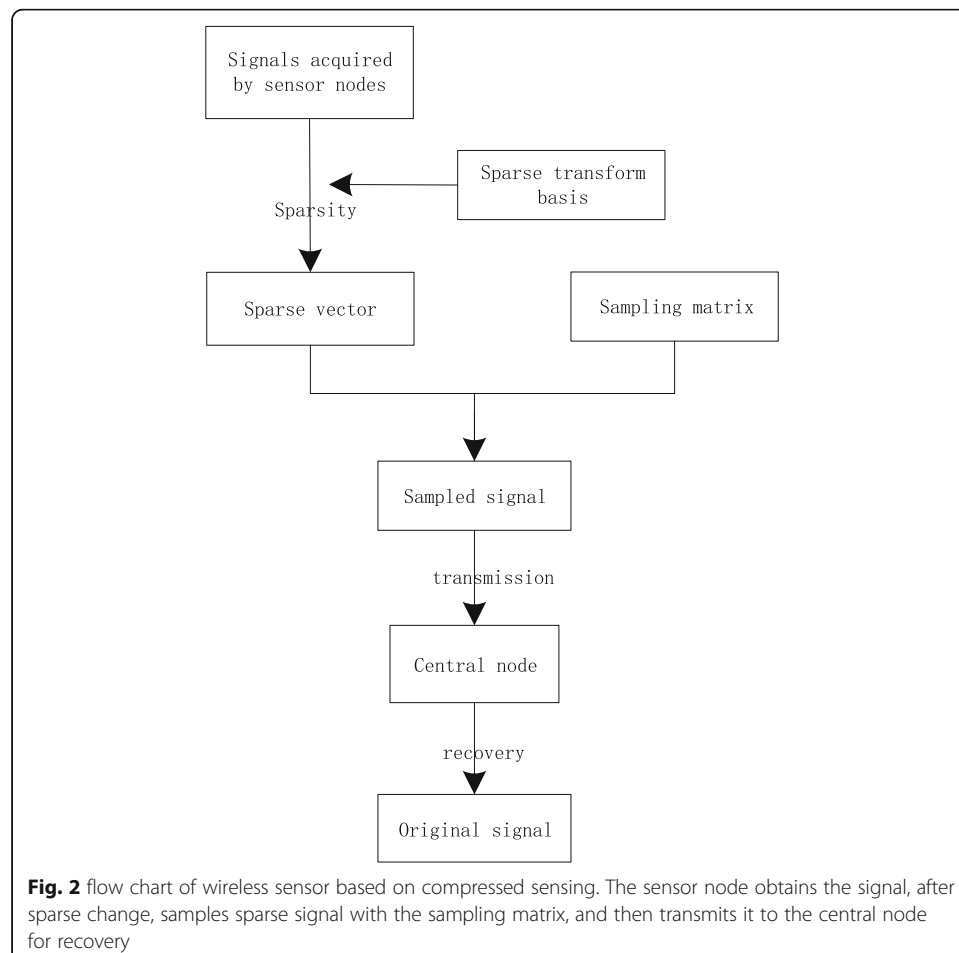 Signals acquired
by sensor nodes
Sparse transform
basis
Sparsity
Sparse vector
Sampling matrix
Sampled signal
transmission
Central node
recovery
Original signal
Fig. 2 flow chart of wireless sensor based on compressed sensing. The sensor node obtains the signal, after
sparse change, samples sparse signal with the sampling matrix, and then transmits it to the central node
for recovery